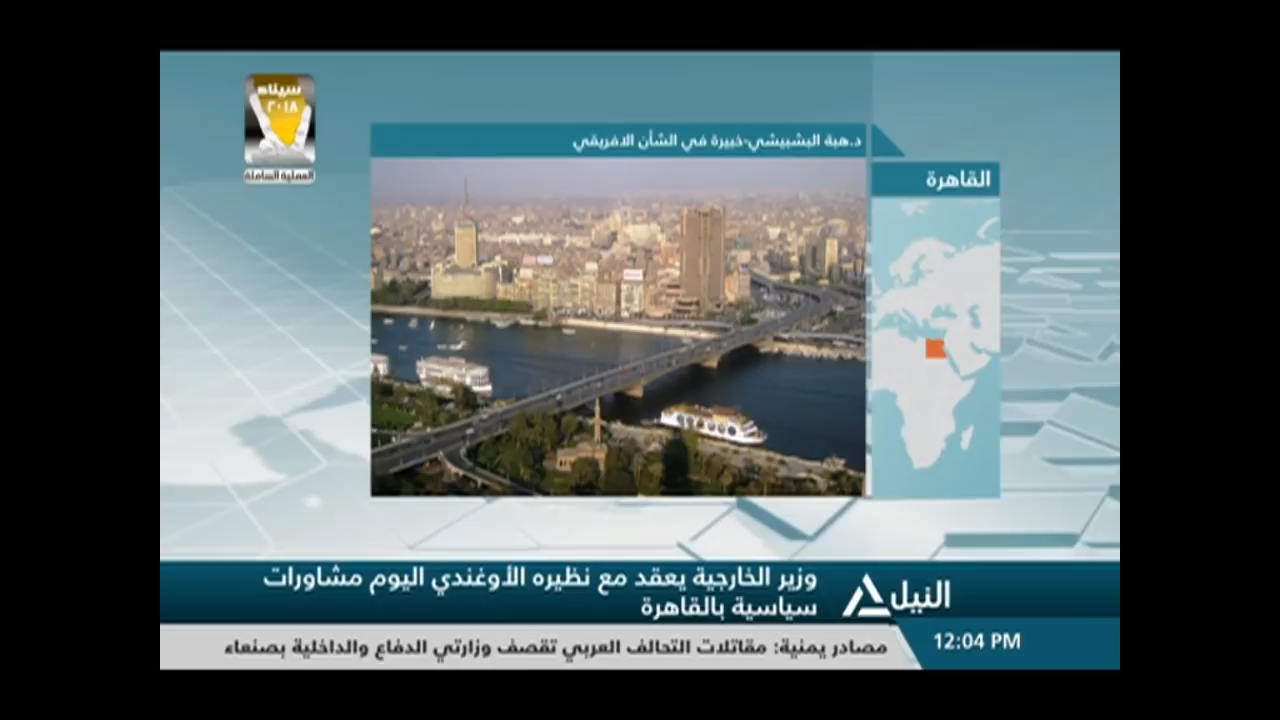 سيناء
٢٠١٨
العملية الشاملة
د.هبة البشبيشي-خبيرة في الشأن الافريقي
القاهرة
وزير الخارجية يعقد مع نظيره الأوغندي اليوم مشاورات
سياسية بالقاهرة
النيل
12:04 PM
مصادر يمنية: مقاتلات التحالف العربي تقصف وزارتي الدفاع والداخلية بصنعاء